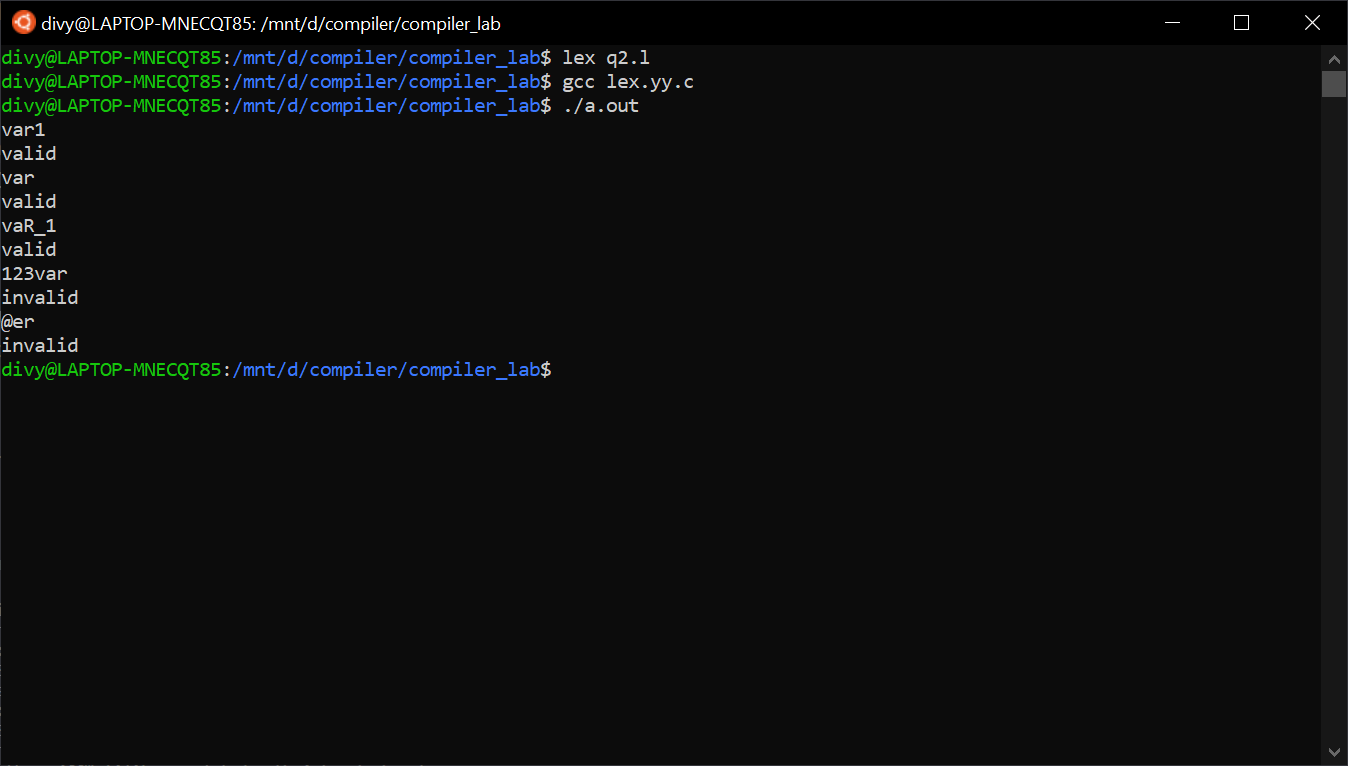 divy@LAPTOP-MNECQT85: /mnt/d/compiler/compiler_lab
divy@LAPTOP-MNECQT85:/mnt/d/compiler/compiler_lab$ lex q2.l
divy@LAPTOP-MNECQT85:/mnt/d/compiler/compiler_lab$ gcc lex.yy.c
divy@LAPTOP-MNECQT85:/mnt/d/compiler/compiler_lab$ ./a.out
var1
valid
var
valid
vaR_1
valid
123var
invalid
@er
invalid
divy@LAPTOP-MNECQT85:/mnt/d/compiler/compiler_lab$